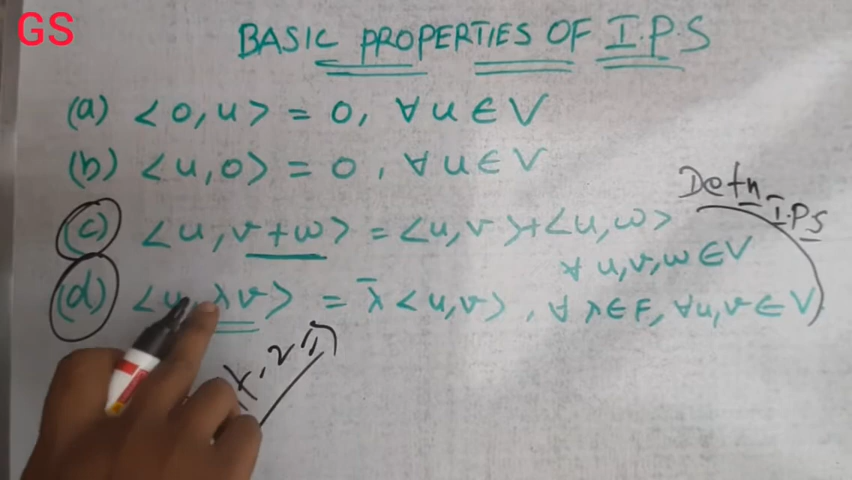 GS
BASIC PROPERTIES OF I.P.S
(a) <0,u> = 0, ∀ u ∈ V
(b) <u,0> = 0, ∀ u ∈ V
Defn I.P.S
(c) <u, v+w> = <u,v>+<u,w>
∀ u,v,w ∈ V
(d) <u, λv> = λ̄ <u,v>, ∀ λ∈F, ∀u,v ∈ V